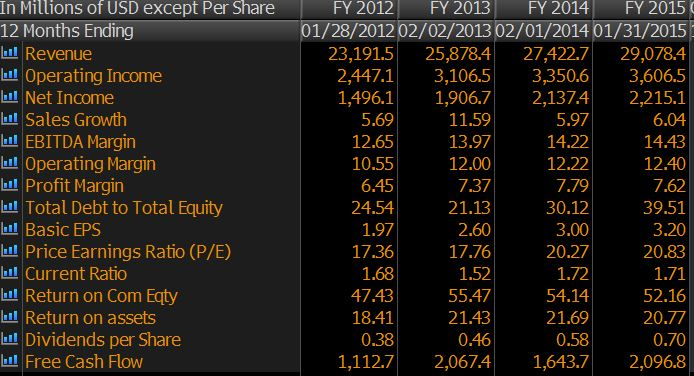 In Millions of USD except Per Share FY 2012 FY 2013 FY 2014 FY 2015
12 Months Ending 01/28/2012 02/02/2013 02/01/2014 01/31/2015
Revenue 23,191.5 25,878.4 27,422.7 29,078.4
Operating Income 2,447.1 3,106.5 3,350.6 3,606.5
Net Income 1,496.1 1,906.7 2,137.4 2,215.1
Sales Growth 5.69 11.59 5.97 6.04
EBITDA Margin 12.65 13.97 14.22 14.43
Operating Margin 10.55 12.00 12.22 12.40
Profit Margin 6.45 7.37 7.79 7.62
Total Debt to Total Equity 24.54 21.13 30.12 39.51
Basic EPS 1.97 2.60 3.00 3.20
Price Earnings Ratio (P/E) 17.36 17.76 20.27 20.83
Current Ratio 1.68 1.52 1.72 1.71
Return on Com Eqty 47.43 55.47 54.14 52.16
Return on assets 18.41 21.43 21.69 20.77
Dividends per Share 0.38 0.46 0.58 0.70
Free Cash Flow 1,112.7 2,067.4 1,643.7 2,096.8